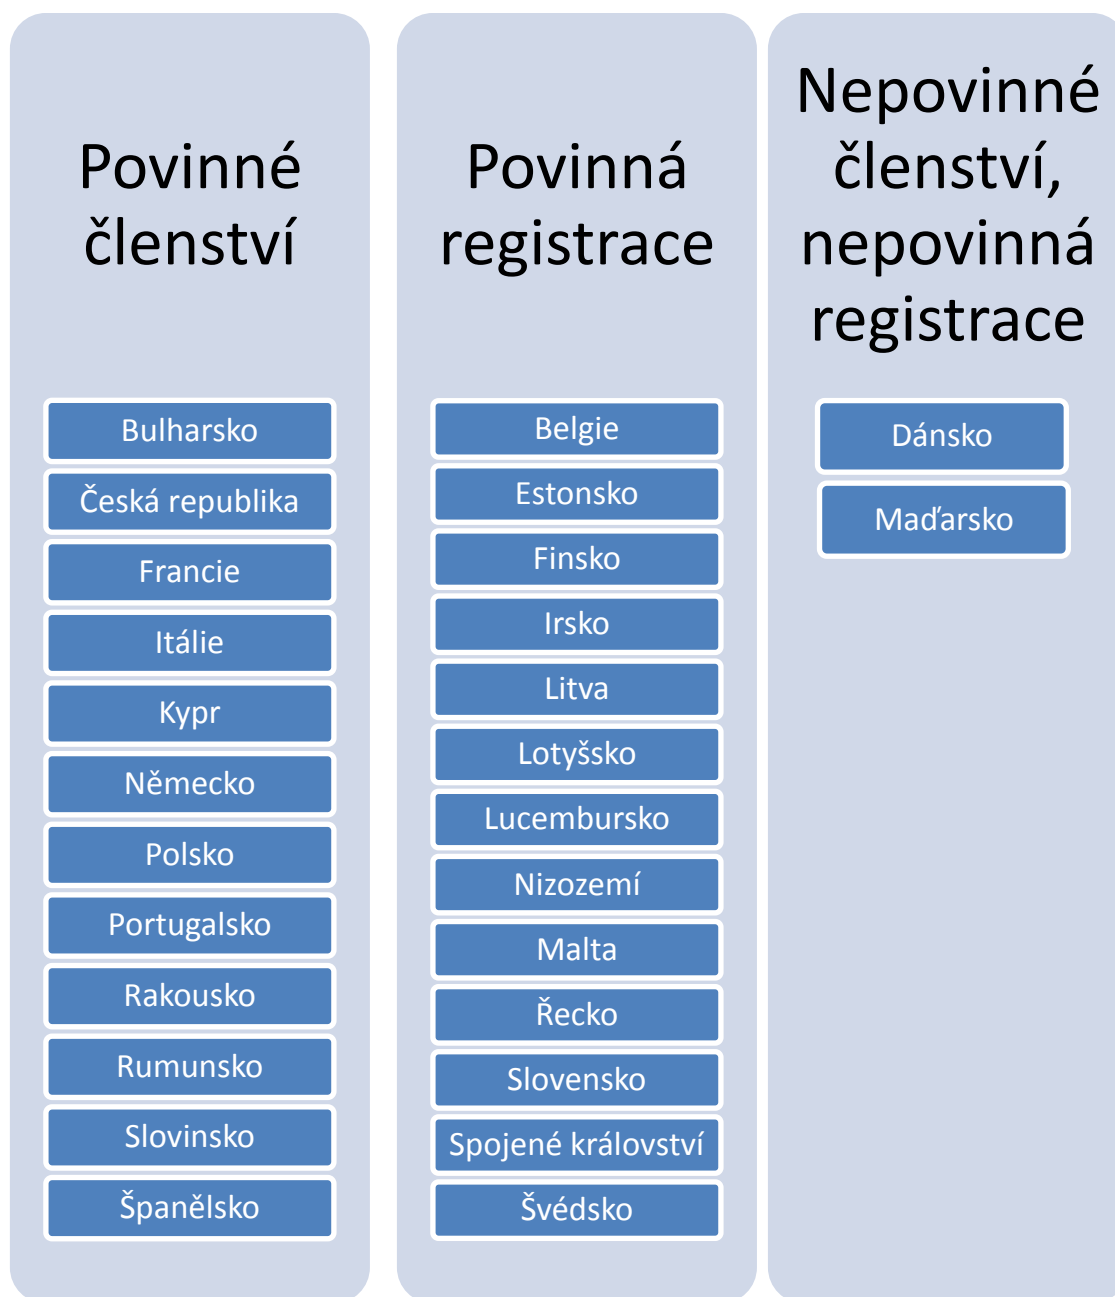 Povinné
členství
Bulharsko
Česká republika
Francie
Itálie
Kypr
Německo
Polsko
Portugalsko
Rakousko
Rumunsko
Slovinsko
Španělsko
Povinná
registrace
Belgie
Estonsko
Finsko
Irsko
Litva
Lotyšsko
Lucembursko
Nizozemí
Malta
Řecko
Slovensko
Spojené království
Švédsko
Nepovinné
členství,
nepovinná
registrace
Dánsko
Maďarsko